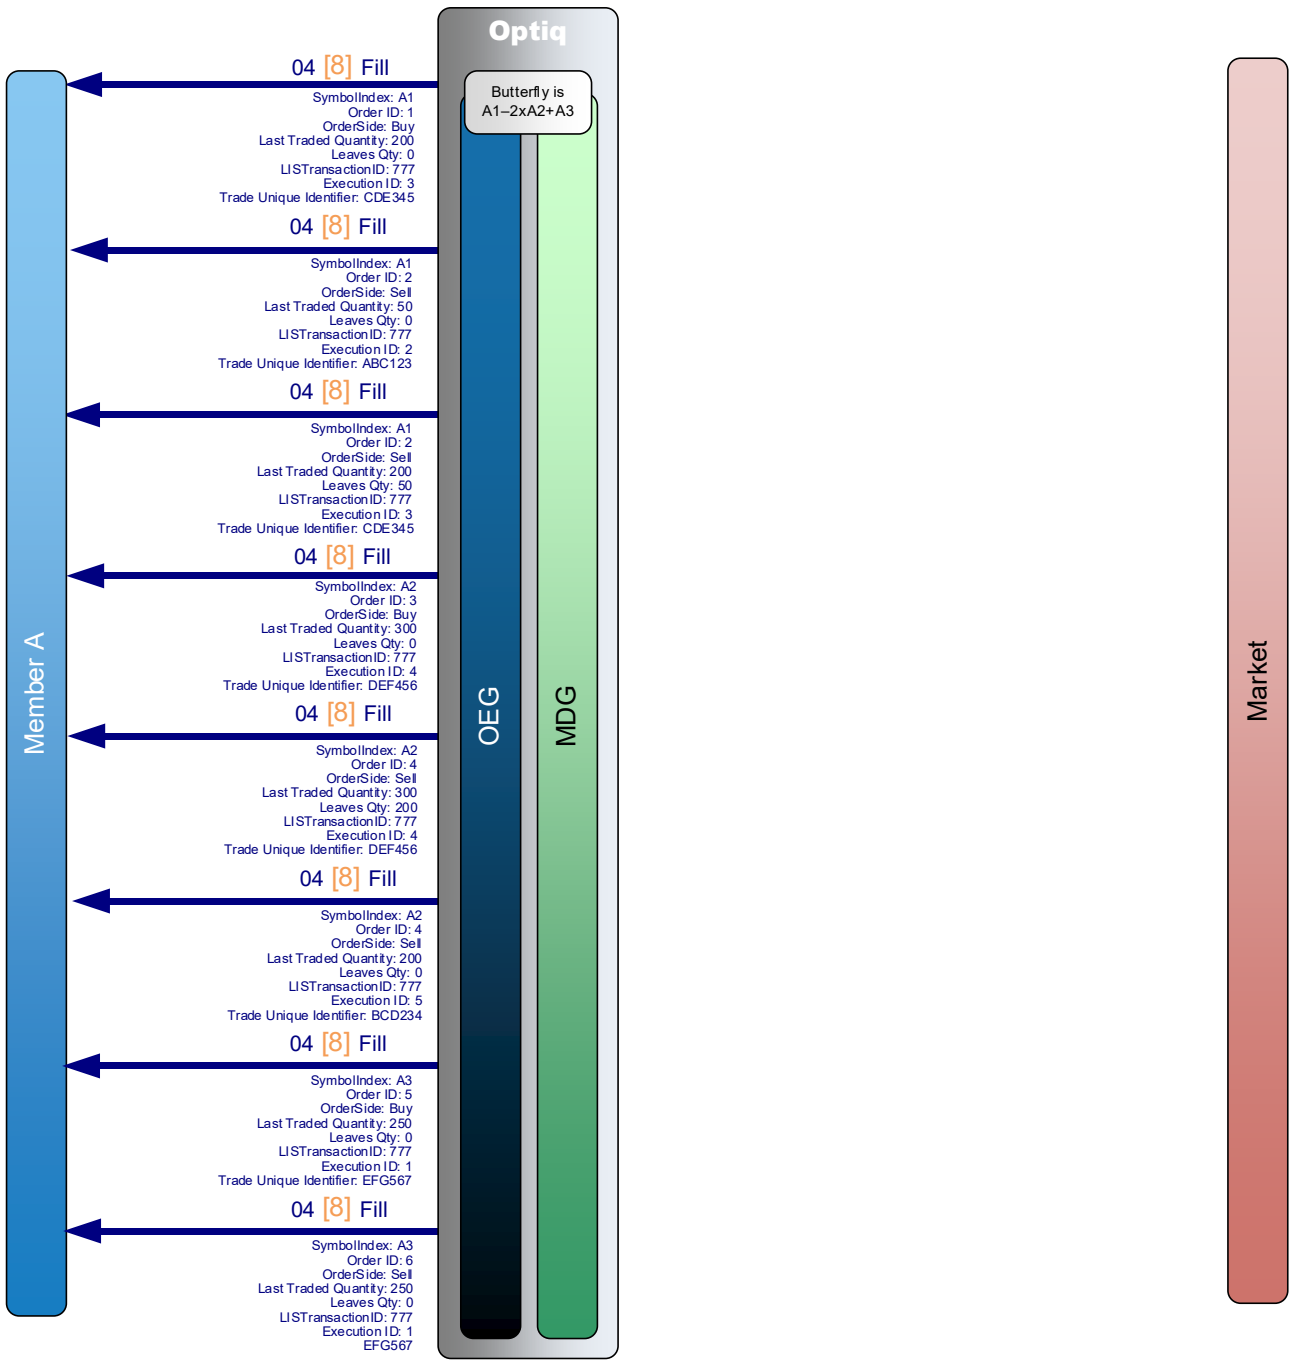 Optiq
Butterfly is
A1–2xA2+A3
04 [8] Fill
SymbolIndex: A1
Order ID: 1
OrderSide: Buy
Last Traded Quantity: 200
Leaves Qty: 0
LISTransactionID: 777
Execution ID: 3
Trade Unique Identifier: CDE345
04 [8] Fill
SymbolIndex: A1
Order ID: 2
OrderSide: Sell
Last Traded Quantity: 50
Leaves Qty: 0
LISTransactionID: 777
Execution ID: 2
Trade Unique Identifier: ABC123
04 [8] Fill
SymbolIndex: A1
Order ID: 2
OrderSide: Sell
Last Traded Quantity: 200
Leaves Qty: 50
LISTransactionID: 777
Execution ID: 3
Trade Unique Identifier: CDE345
04 [8] Fill
SymbolIndex: A2
Order ID: 3
OrderSide: Buy
Last Traded Quantity: 300
Leaves Qty: 0
LISTransactionID: 777
Execution ID: 4
Trade Unique Identifier: DEF456
04 [8] Fill
SymbolIndex: A2
Order ID: 4
OrderSide: Sell
Last Traded Quantity: 300
Leaves Qty: 200
LISTransactionID: 777
Execution ID: 4
Trade Unique Identifier: DEF456
04 [8] Fill
SymbolIndex: A2
Order ID: 4
OrderSide: Sell
Last Traded Quantity: 200
Leaves Qty: 0
LISTransactionID: 777
Execution ID: 5
Trade Unique Identifier: BCD234
04 [8] Fill
SymbolIndex: A3
Order ID: 5
OrderSide: Buy
Last Traded Quantity: 250
Leaves Qty: 0
LISTransactionID: 777
Execution ID: 1
Trade Unique Identifier: EFG567
04 [8] Fill
SymbolIndex: A3
Order ID: 6
OrderSide: Sell
Last Traded Quantity: 250
Leaves Qty: 0
LISTransactionID: 777
Execution ID: 1
EFG567
Member A
OEG
MDG
Market